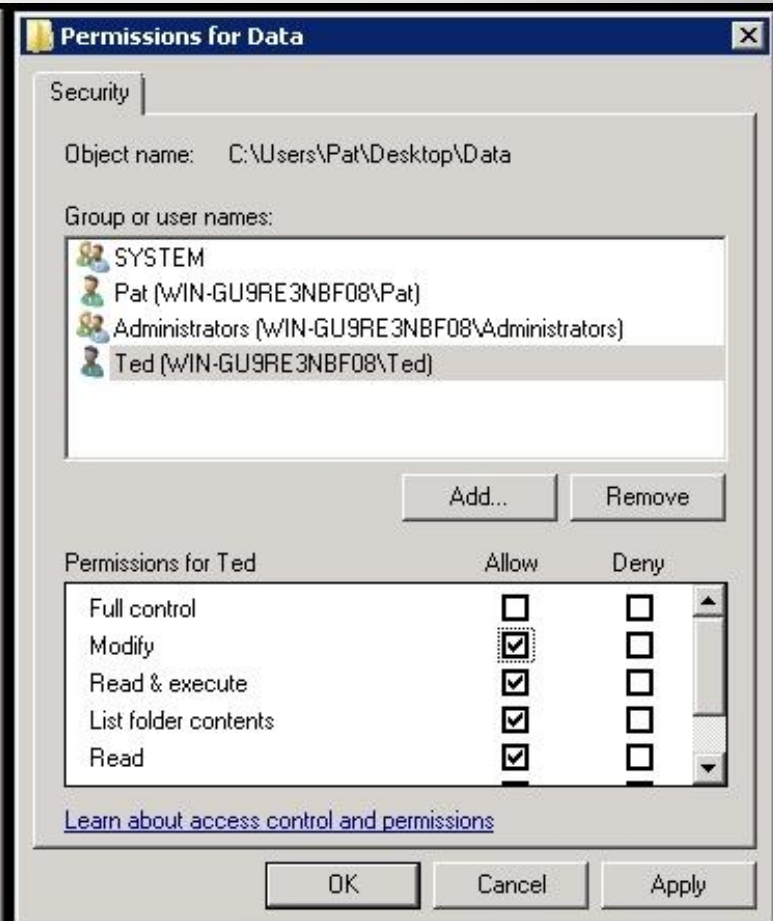 Permissions for Data
Security
Object name: C:\Users\Pat\Desktop\Data
Group or user names:
SYSTEM
Pat (WIN-GU9RE3NBF08\Pat)
Administrators (WIN-GU9RE3NBF08\Administrators)
Ted (WIN-GU9RE3NBF08\Ted)
Add... Remove
Permissions for Ted Allow Deny
Full control
Modify
Read & execute
List folder contents
Read
Learn about access control and permissions
OK Cancel Apply